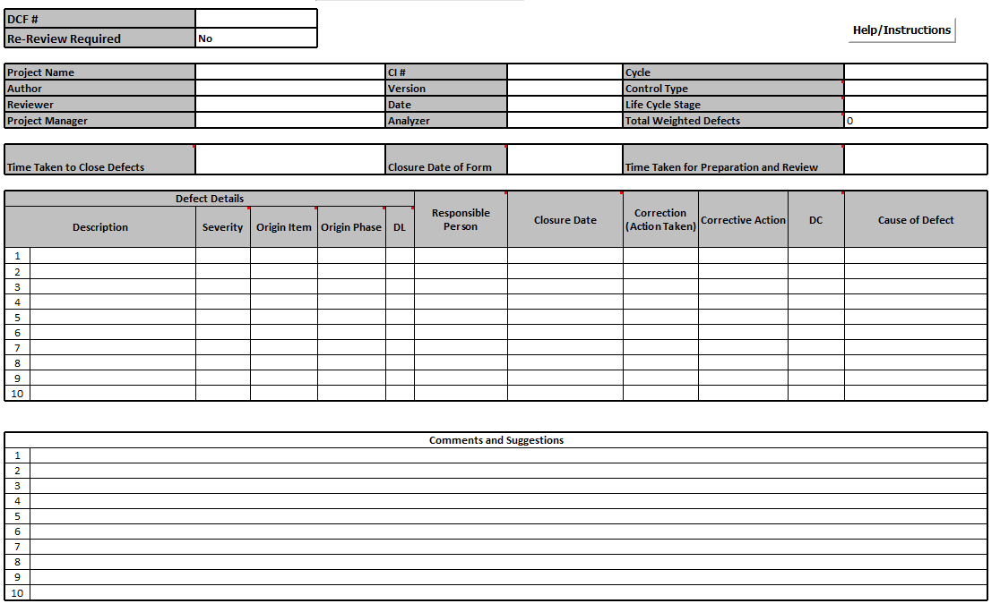 DCF #
Re-Review Required No
Help/Instructions
Project Name CI # Cycle
Author Version Control Type
Reviewer Date Life Cycle Stage
Project Manager Analyzer Total Weighted Defects 0
Time Taken to Close Defects Closure Date of Form Time Taken for Preparation and Review
Defect Details
Description Severity Origin Item Origin Phase DL Responsible Person Closure Date Correction (Action Taken) Corrective Action DC Cause of Defect
1
2
3
4
5
6
7
8
9
10
Comments and Suggestions
1
2
3
4
5
6
7
8
9
10